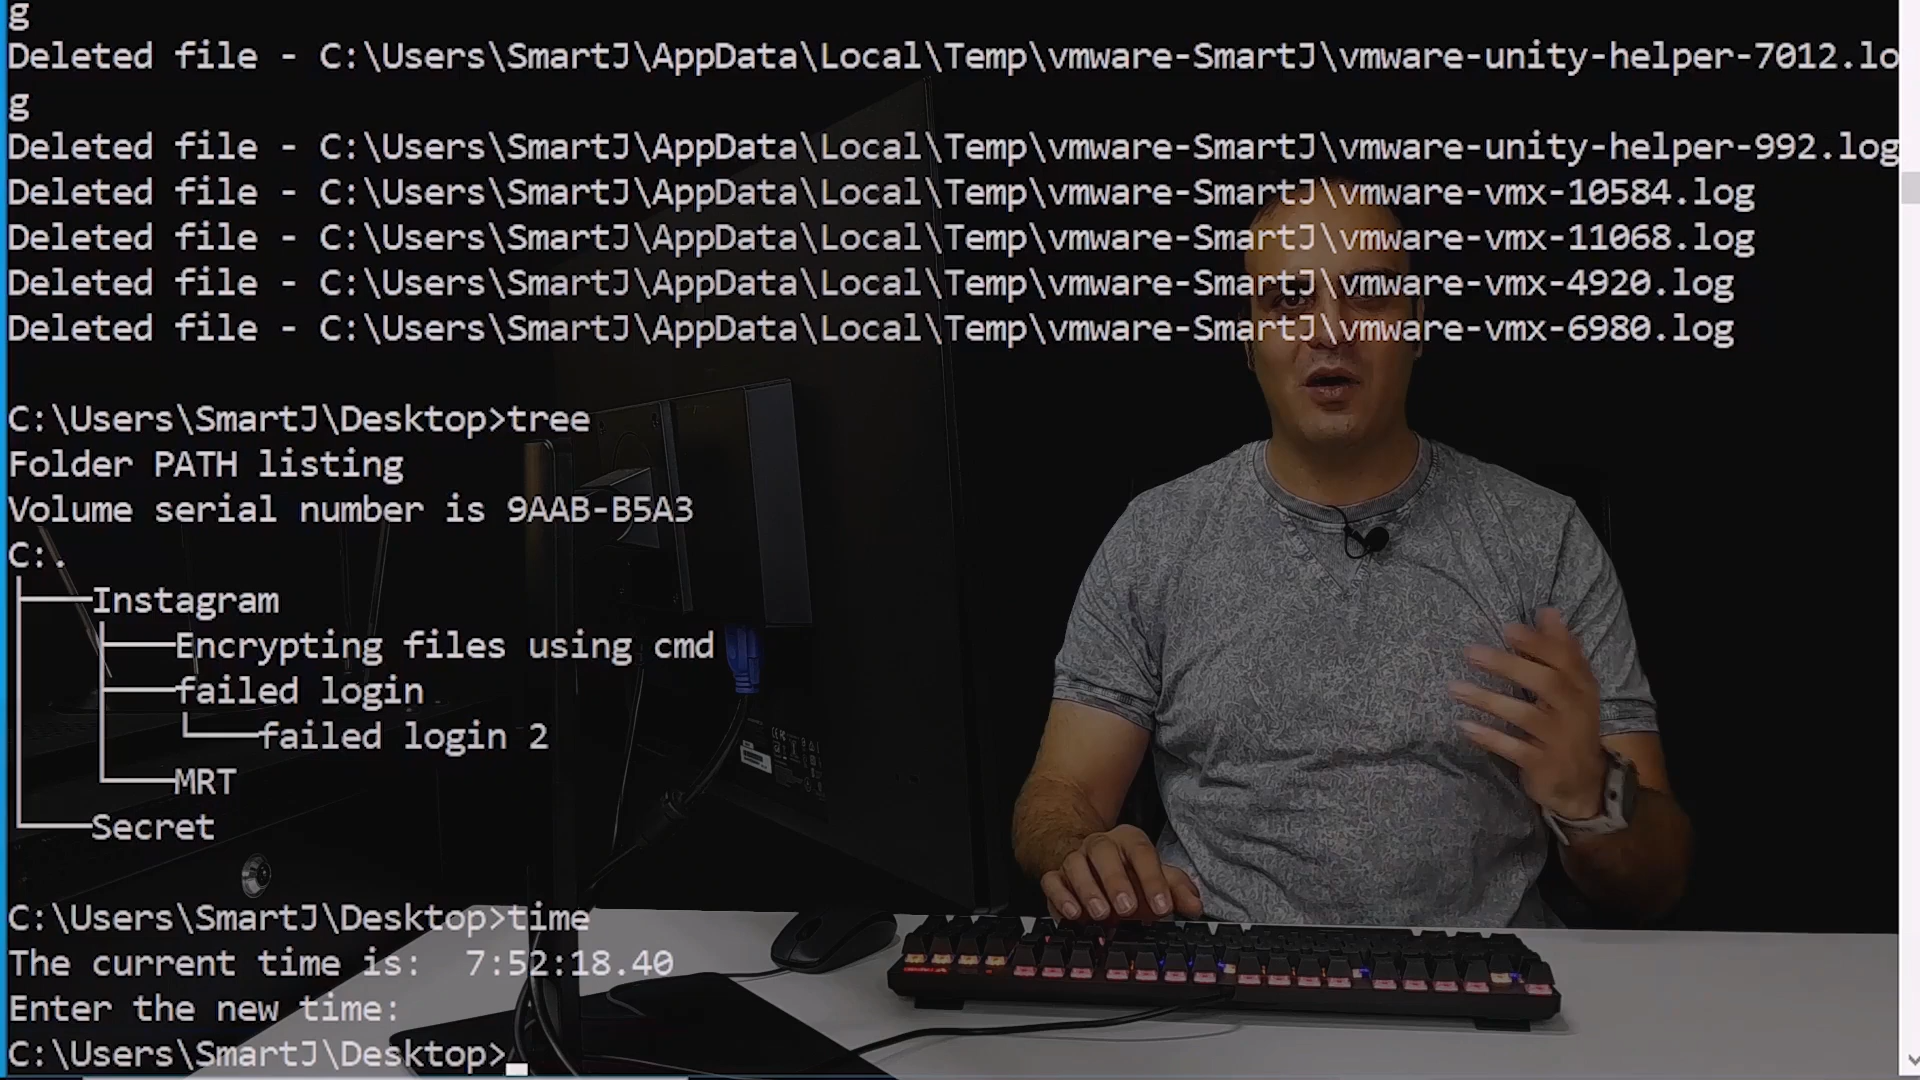 g
Deleted file - C:\Users\SmartJ\AppData\Local\Temp\vmware-SmartJ\vmware-unity-helper-7012.lo
g
Deleted file - C:\Users\SmartJ\AppData\Local\Temp\vmware-SmartJ\vmware-unity-helper-992.log
Deleted file - C:\Users\SmartJ\AppData\Local\Temp\vmware-SmartJ\vmware-vmx-10584.log
Deleted file - C:\Users\SmartJ\AppData\Local\Temp\vmware-SmartJ\vmware-vmx-11068.log
Deleted file - C:\Users\SmartJ\AppData\Local\Temp\vmware-SmartJ\vmware-vmx-4920.log
Deleted file - C:\Users\SmartJ\AppData\Local\Temp\vmware-SmartJ\vmware-vmx-6980.log
C:\Users\SmartJ\Desktop>tree
Folder PATH listing
Volume serial number is 9AAB-B5A3
C:.
├───Instagram
│   ├───Encrypting files using cmd
│   ├───failed login
│   │   └───failed login 2
│   └───MRT
└───Secret
C:\Users\SmartJ\Desktop>time
The current time is:  7:52:18.40
Enter the new time:
C:\Users\SmartJ\Desktop>